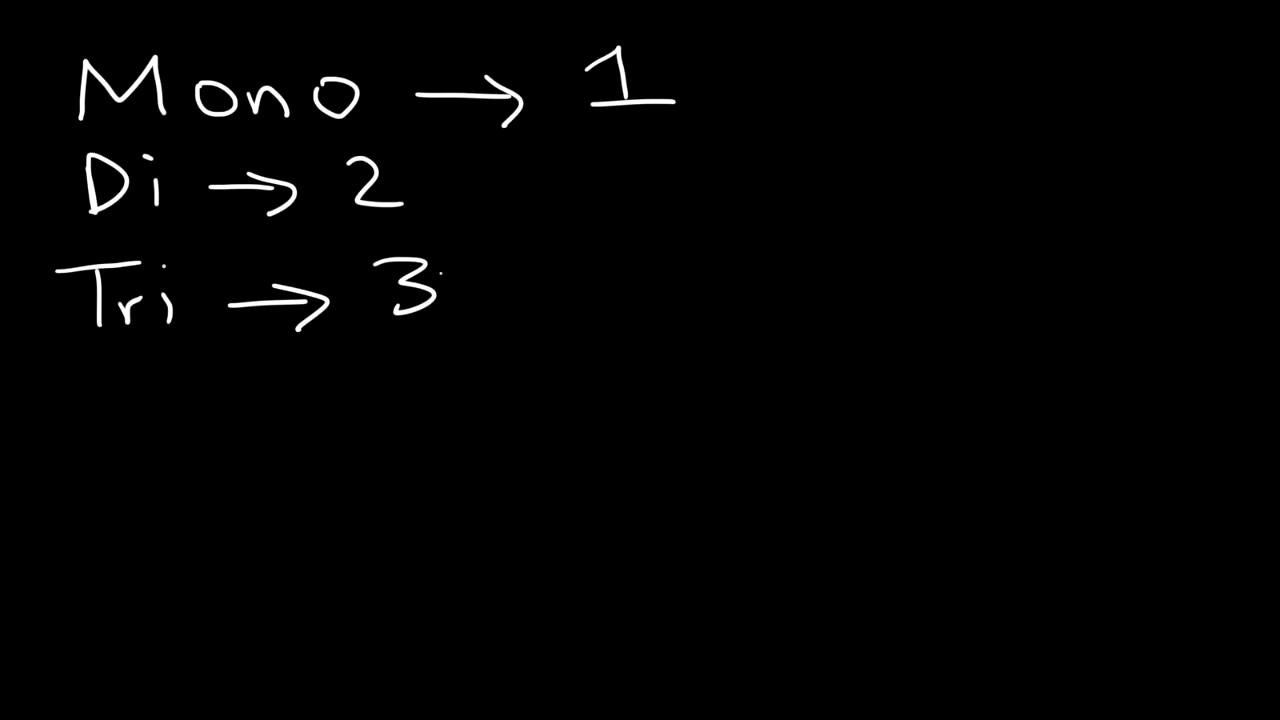 Mono → 1
Di → 2
Tri → 3